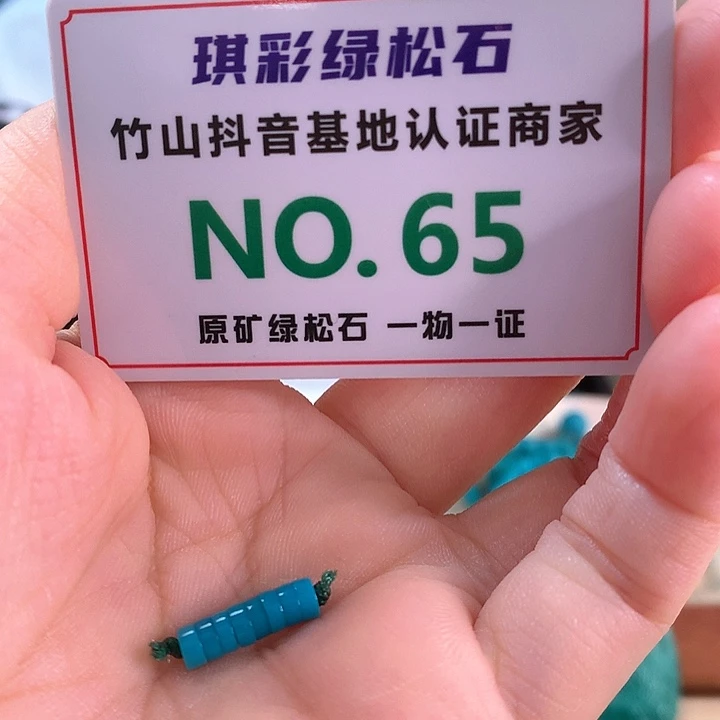 琪彩绿松石
竹山抖音基地认证商家
NO. 65
原矿绿松石 一物一证